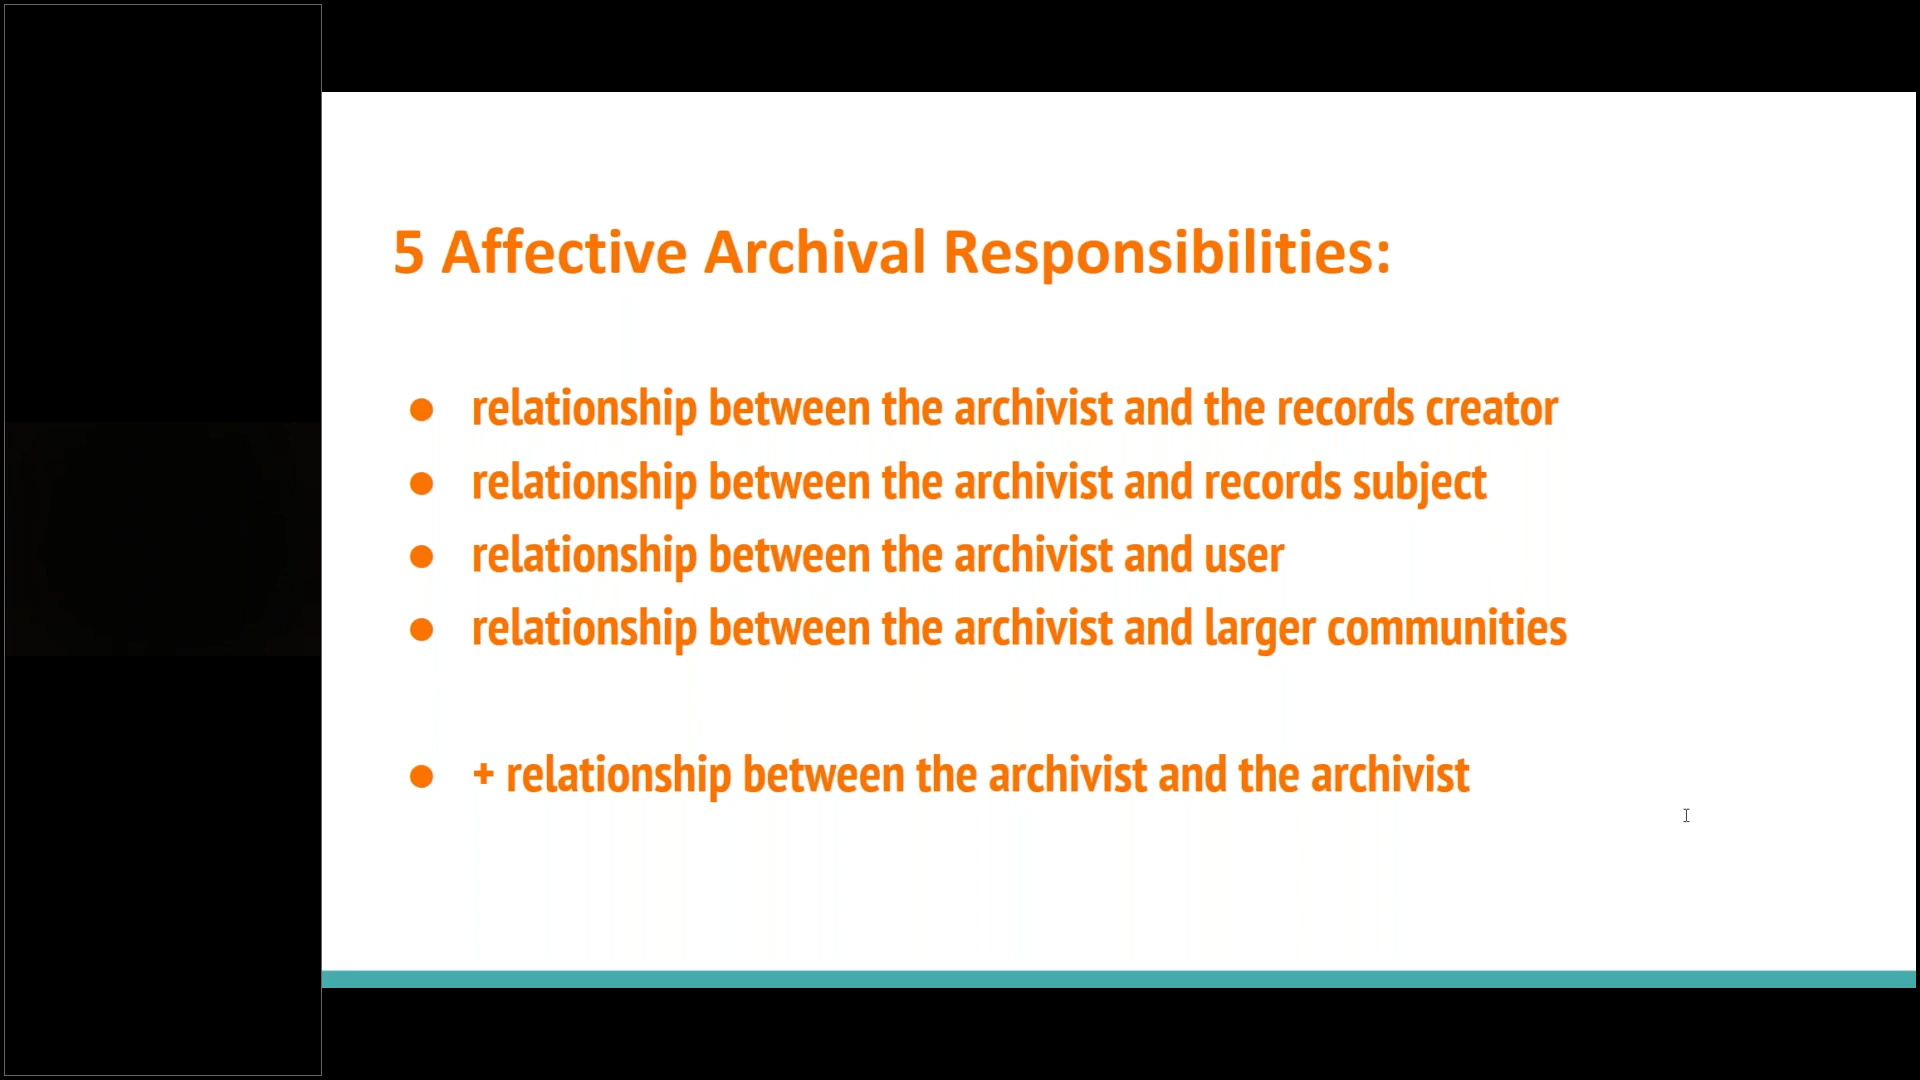 5 Affective Archival Responsibilities:
● relationship between the archivist and the records creator
● relationship between the archivist and records subject
● relationship between the archivist and user
● relationship between the archivist and larger communities
● + relationship between the archivist and the archivist